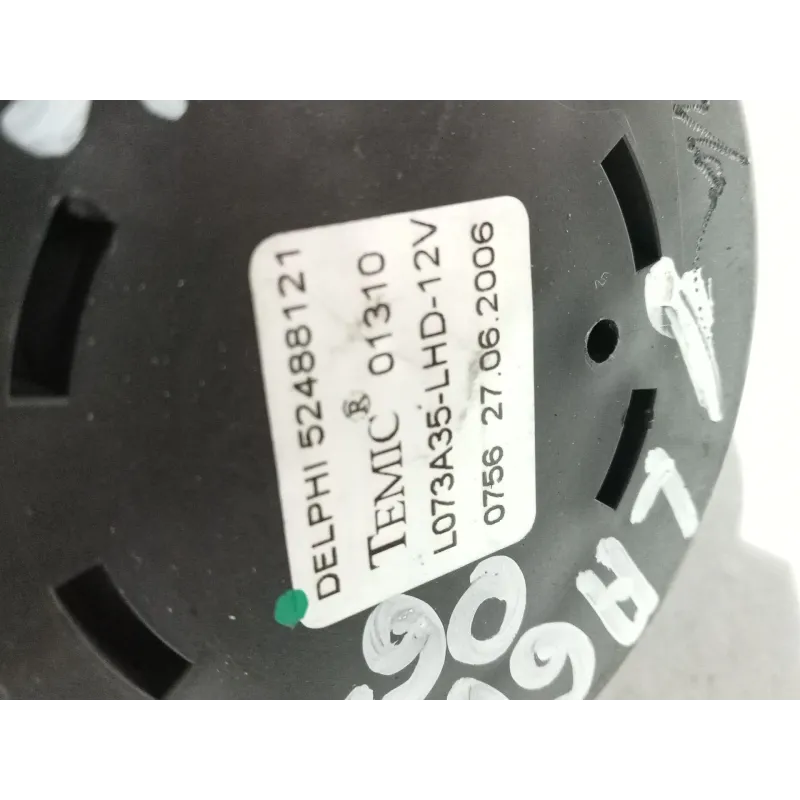 DELPHI 52488121
TEMIC® 01310
L073A35-LHD-12V
0756 27.06.2006